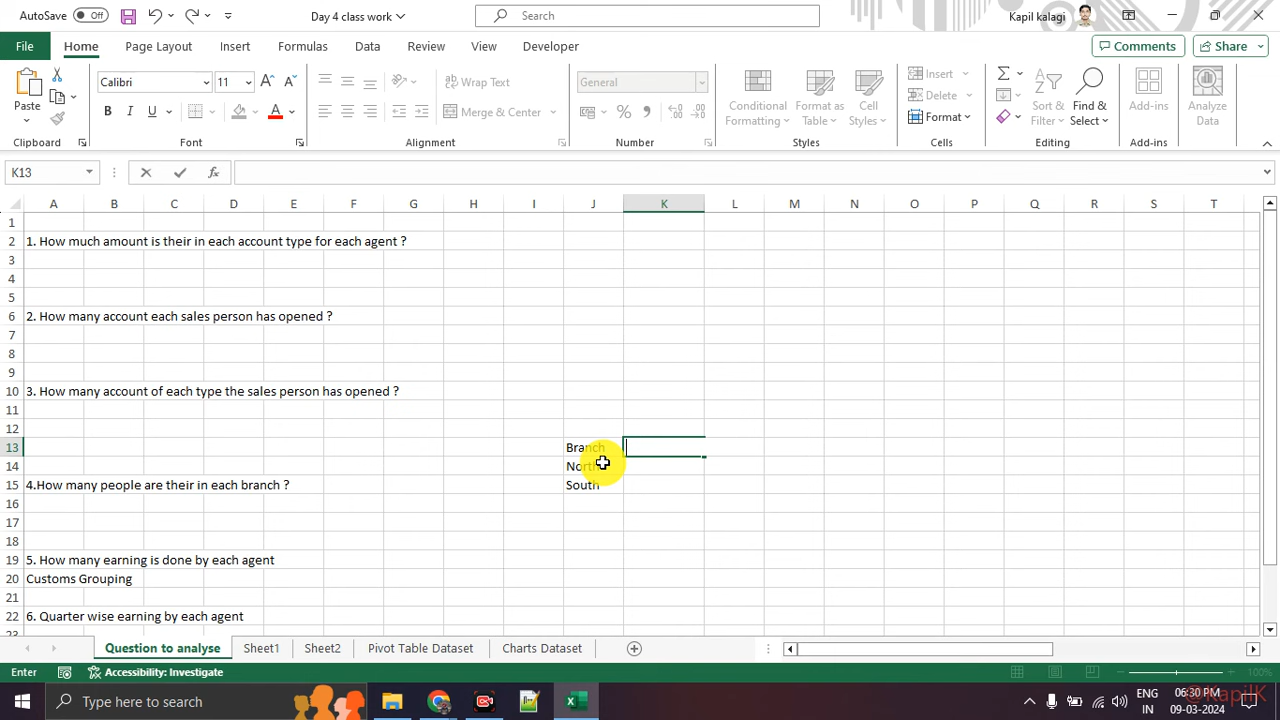 AutoSave Off Day 4 class work Search Kapil kalagi
File Home Page Layout Insert Formulas Data Review View Developer Comments Share
Calibri 11 Wrap Text General Insert
Paste B I U Merge & Center Conditional Formatting Format as Table Cell Styles Delete Sort & Filter Find & Select Add-ins Analyze Data
Format
Clipboard Font Alignment Number Styles Cells Editing Add-ins
K13 fx
A B C D E F G H I J K L M N O P Q R S T
1
2 1. How much amount is their in each account type for each agent ?
3
4
5
6 2. How many account each sales person has opened ?
7
8
9
10 3. How many account of each type the sales person has opened ?
11
12
13 Branch
14 North
15 4.How many people are their in each branch ? South
16
17
18
19 5. How many earning is done by each agent
20 Customs Grouping
21
22 6. Quarter wise earning by each agent
23
Question to analyse Sheet1 Sheet2 Pivot Table Dataset Charts Dataset
Enter Accessibility: Investigate 100%
Type here to search ENG 06:30 PM
IN 09-03-2024
@KapilK